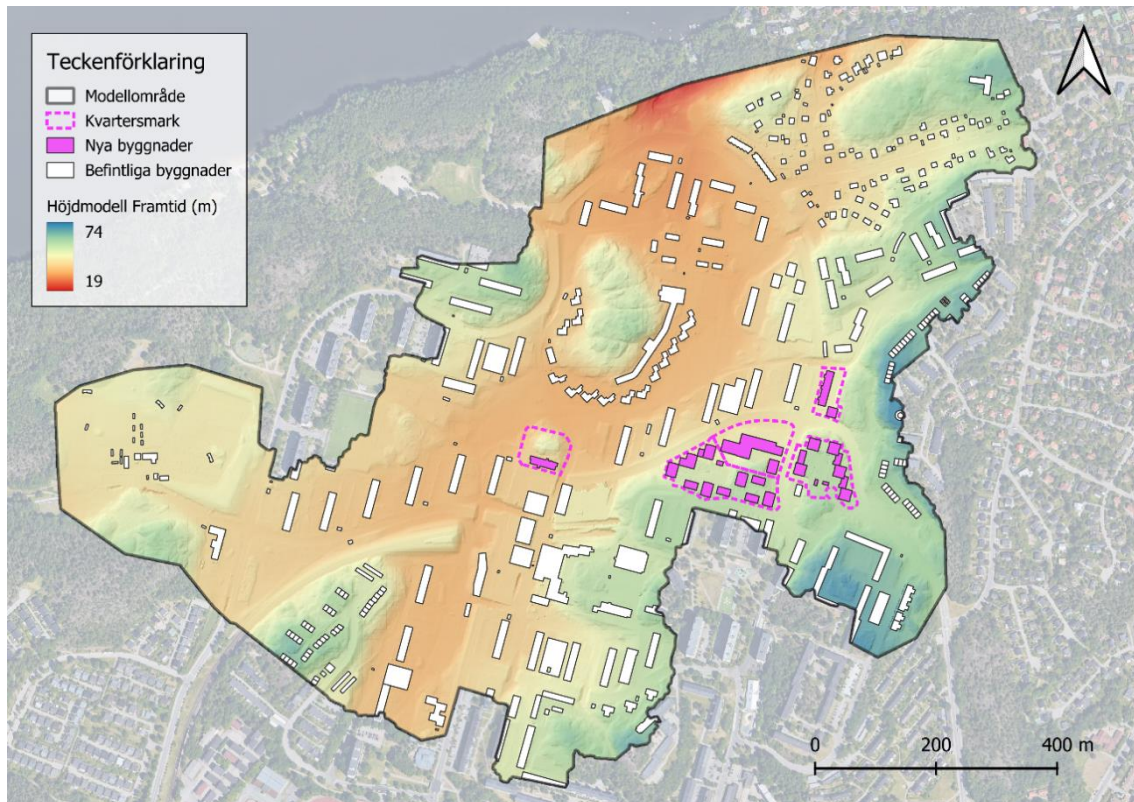 Teckenförklaring
Modellområde
Kvartersmark
Nya byggnader
Befintliga byggnader
Höjdmodell Framtid (m)
74
19
0 200 400 m